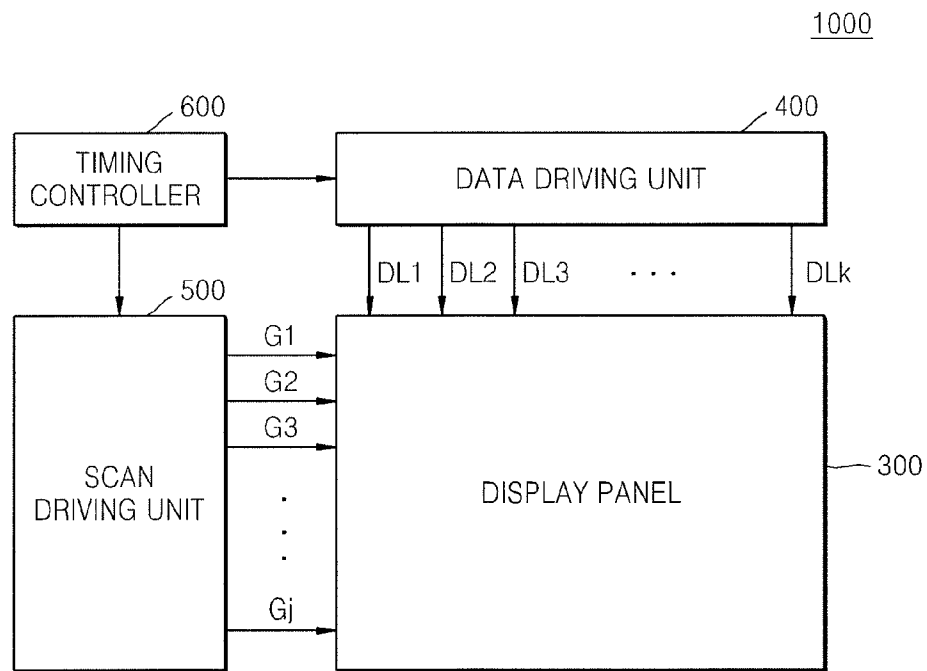 1000
600
400
TIMING
CONTROLLER
DATA DRIVING UNIT
DL1 DL2 DL3 . . . DLk
500
G1
G2
G3
SCAN
DRIVING UNIT
.
.
.
Gj
DISPLAY PANEL
300